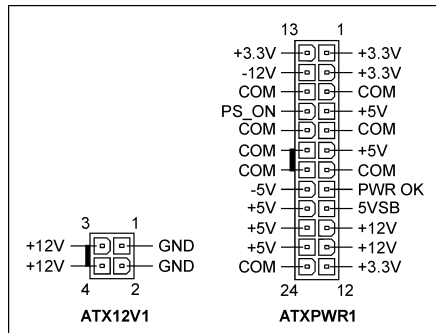 13 1
+3.3V +3.3V
-12V +3.3V
COM COM
PS_ON +5V
COM COM
COM +5V
COM COM
-5V PWR OK
+5V 5VSB
+5V +12V
+5V +12V
COM +3.3V
24 12
ATXPWR1
3 1
+12V GND
+12V GND
4 2
ATX12V1